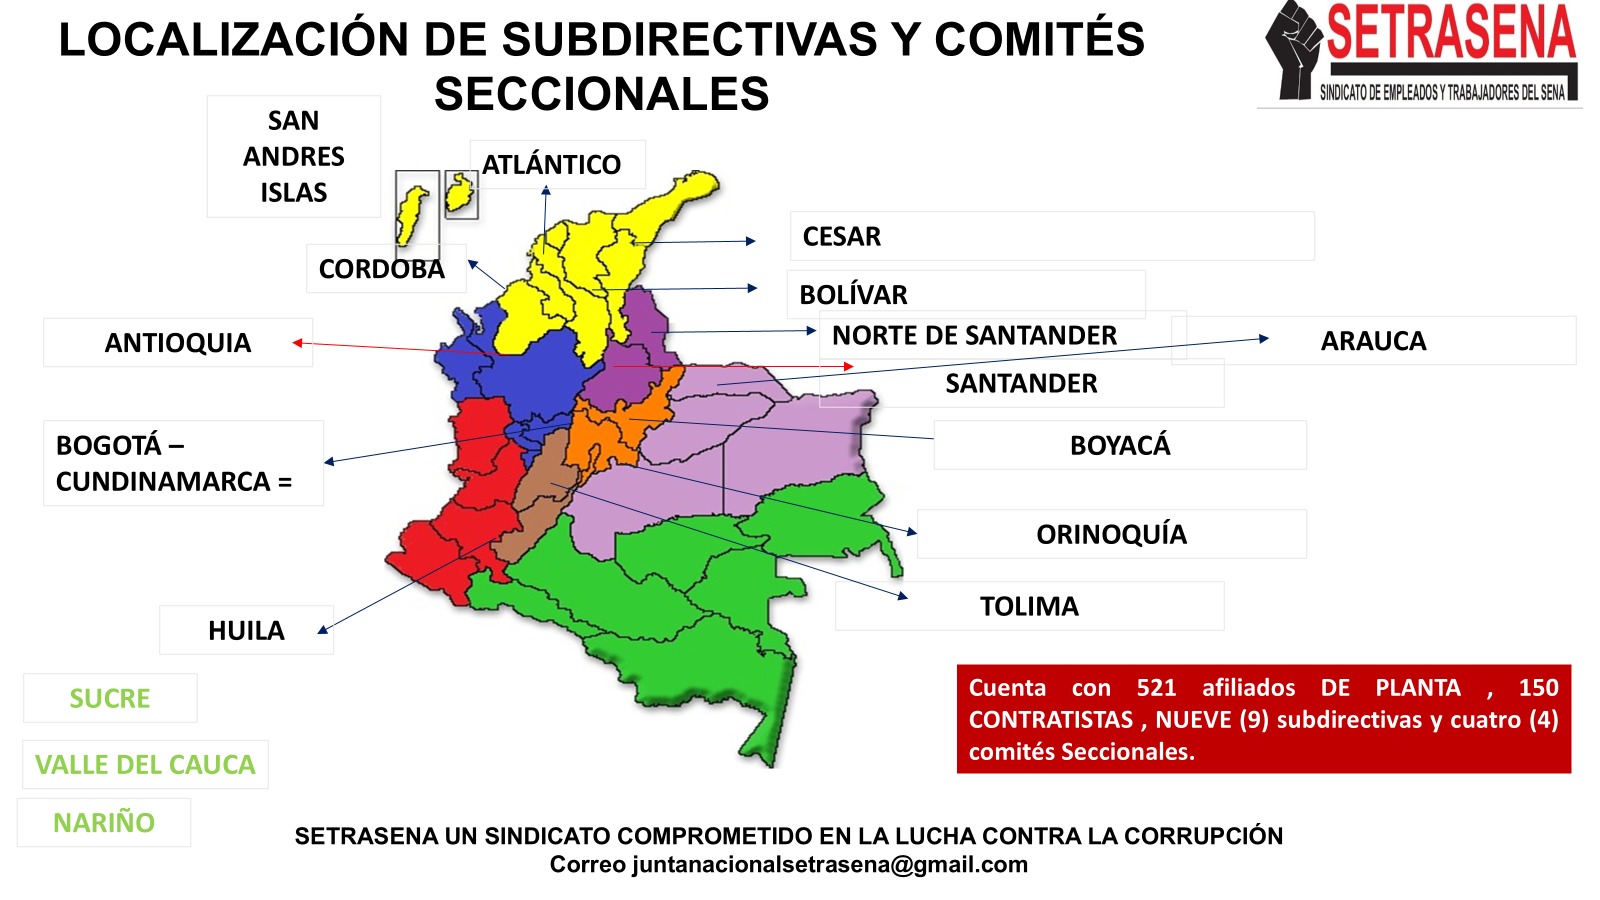 LOCALIZACIÓN DE SUBDIRECTIVAS Y COMITÉS
SECCIONALES
SETRASENA
SINDICATO DE EMPLEADOS Y TRABAJADORES DEL SENA
SAN
ANDRES
ISLAS
ATLÁNTICO
CORDOBA
CESAR
BOLÍVAR
ANTIOQUIA
NORTE DE SANTANDER
ARAUCA
SANTANDER
BOGOTÁ –
CUNDINAMARCA =
BOYACÁ
ORINOQUÍA
TOLIMA
HUILA
SUCRE
VALLE DEL CAUCA
NARIÑO
Cuenta con 521 afiliados DE PLANTA , 150
CONTRATISTAS , NUEVE (9) subdirectivas y cuatro (4)
comités Seccionales.
SETRASENA UN SINDICATO COMPROMETIDO EN LA LUCHA CONTRA LA CORRUPCIÓN
Correo juntanacionalsetrasena@gmail.com